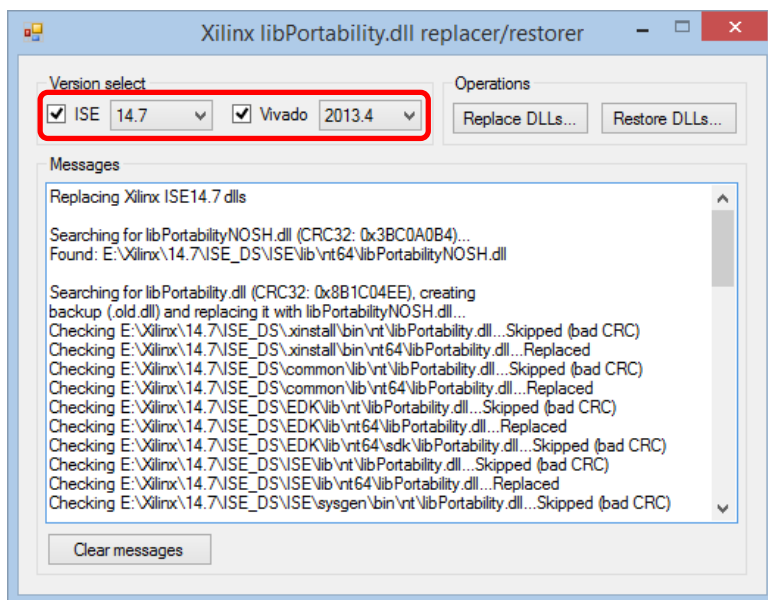 Xilinx libPortability.dll replacer/restorer
Version select
ISE 14.7 Vivado 2013.4
Operations
Replace DLLs... Restore DLLs...
Messages
Replacing Xilinx ISE14.7 dlls
Searching for libPortabilityNOSH.dll (CRC32: 0x3BC0A0B4)...
Found: E:\Xilinx\14.7\ISE_DS\ISE\lib\nt64\libPortabilityNOSH.dll
Searching for libPortability.dll (CRC32: 0x8B1C04EE), creating
backup (.old.dll) and replacing it with libPortabilityNOSH.dll...
Checking E:\Xilinx\14.7\ISE_DS\.xinstall\bin\nt\libPortability.dll...Skipped (bad CRC)
Checking E:\Xilinx\14.7\ISE_DS\.xinstall\bin\nt64\libPortability.dll...Replaced
Checking E:\Xilinx\14.7\ISE_DS\common\lib\nt\libPortability.dll...Skipped (bad CRC)
Checking E:\Xilinx\14.7\ISE_DS\common\lib\nt64\libPortability.dll...Replaced
Checking E:\Xilinx\14.7\ISE_DS\EDK\lib\nt\libPortability.dll...Skipped (bad CRC)
Checking E:\Xilinx\14.7\ISE_DS\EDK\lib\nt64\libPortability.dll...Replaced
Checking E:\Xilinx\14.7\ISE_DS\EDK\lib\nt64\sdk\libPortability.dll...Skipped (bad CRC)
Checking E:\Xilinx\14.7\ISE_DS\ISE\lib\nt\libPortability.dll...Skipped (bad CRC)
Checking E:\Xilinx\14.7\ISE_DS\ISE\lib\nt64\libPortability.dll...Replaced
Checking E:\Xilinx\14.7\ISE_DS\ISE\sysgen\bin\nt\libPortability.dll...Skipped (bad CRC)
Clear messages